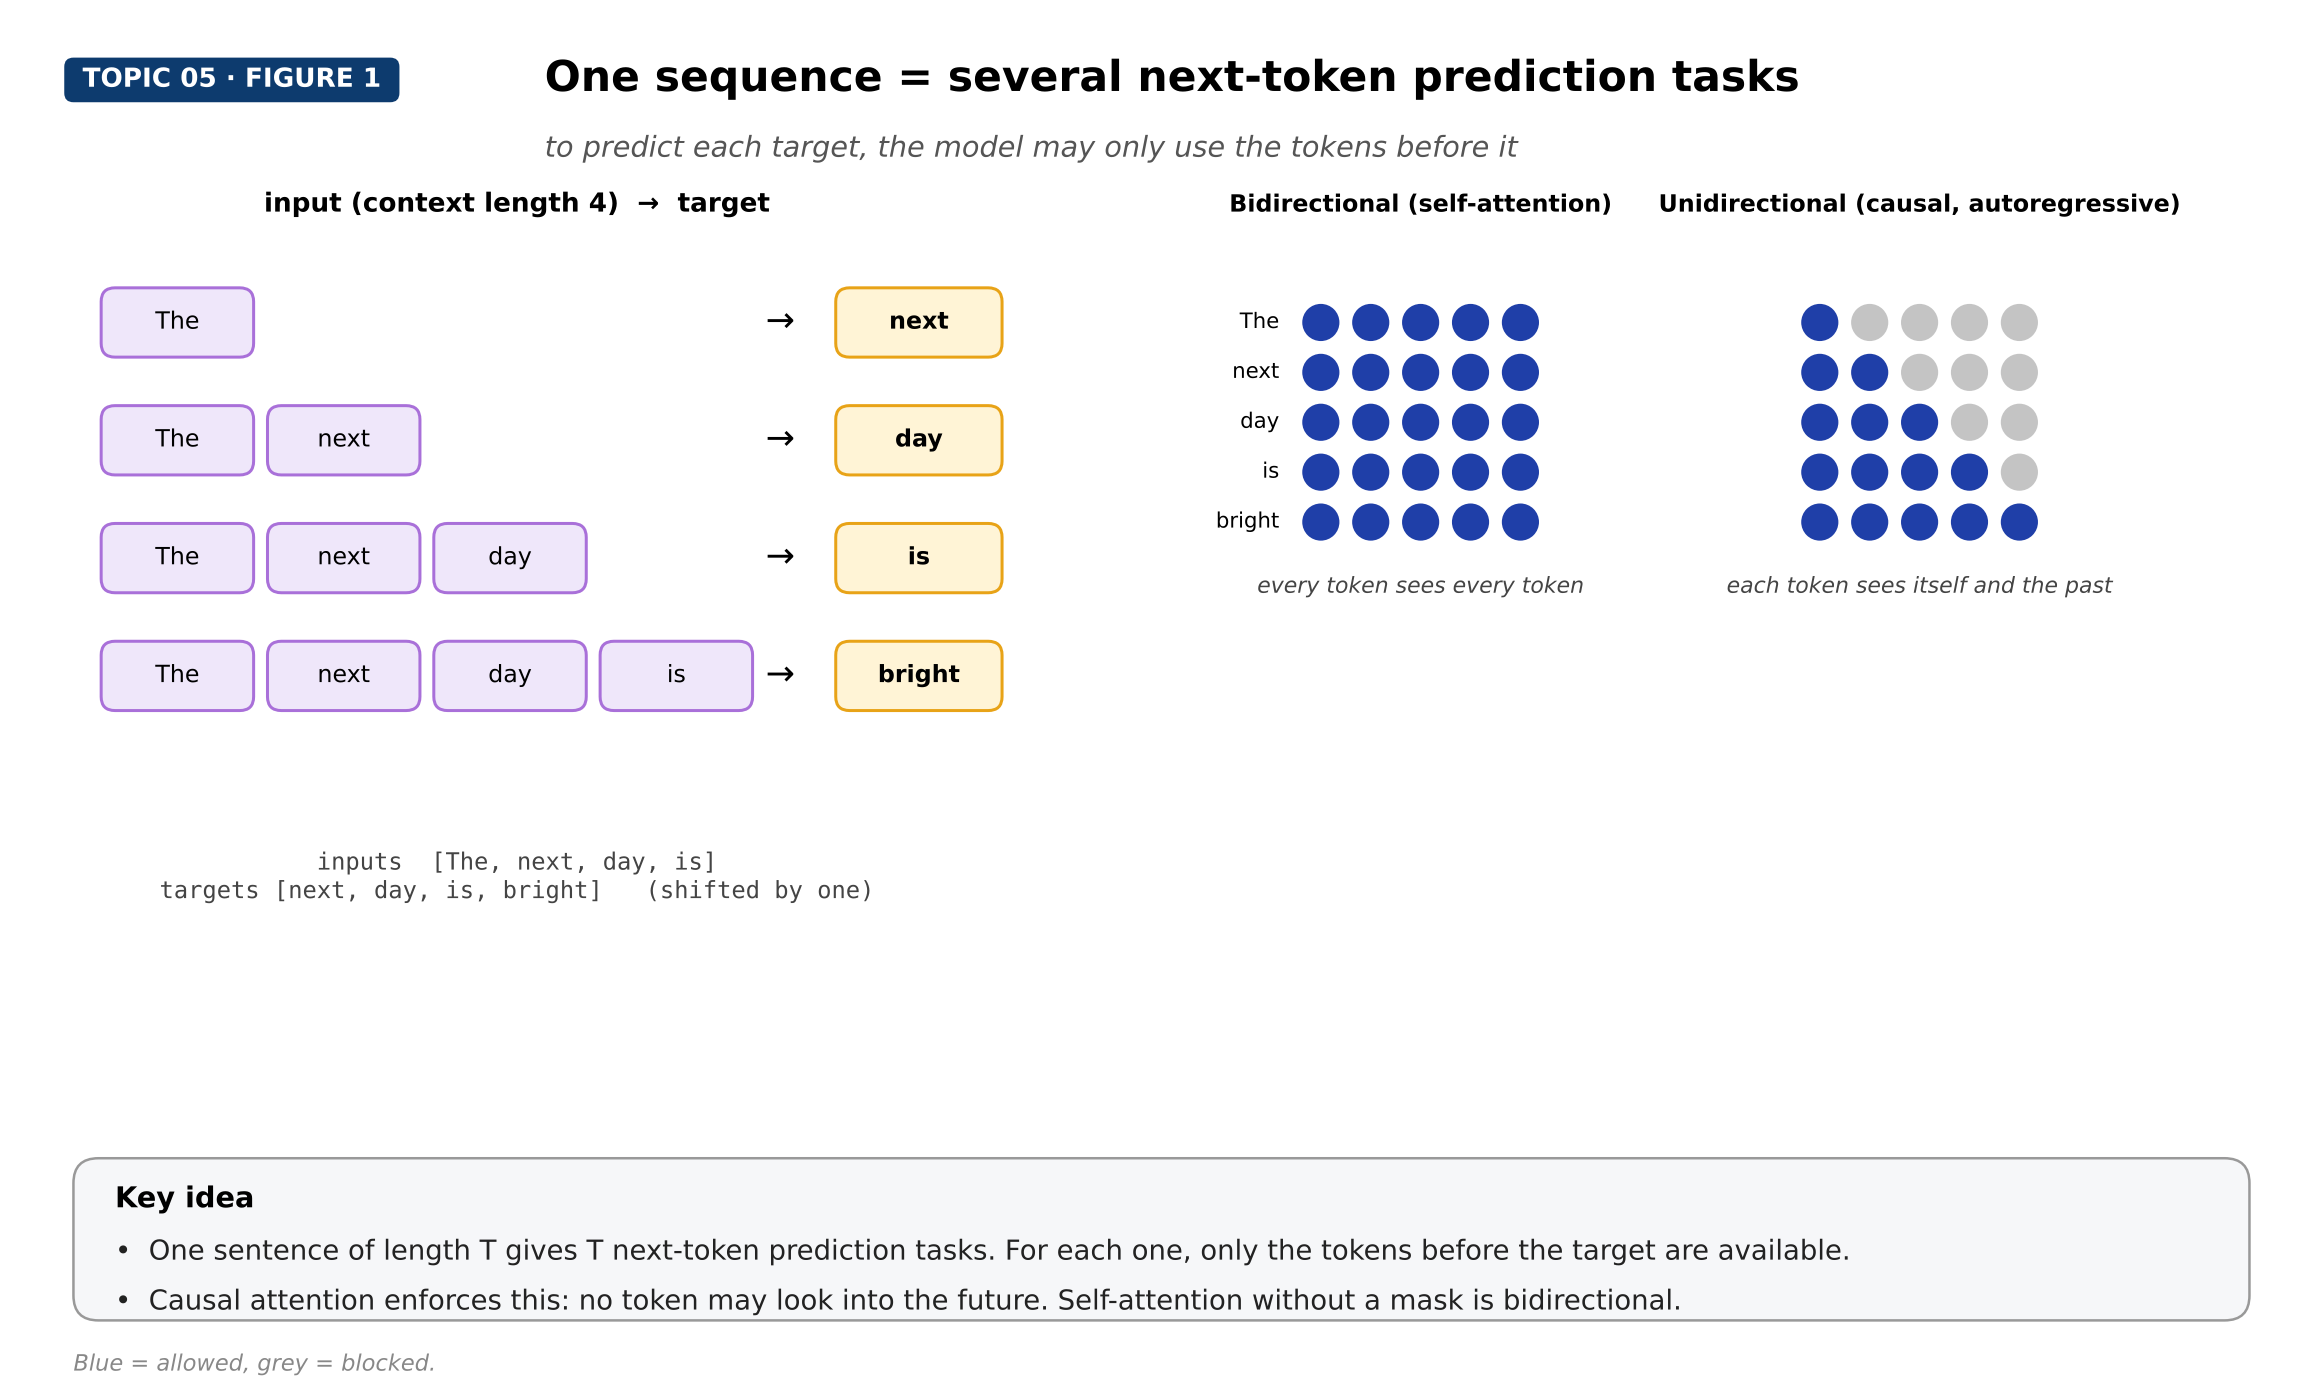 TOPIC 05 · FIGURE 1
One sequence = several next-token prediction tasks
to predict each target, the model may only use the tokens before it
input (context length 4) → target
The → next
The next → day
The next day → is
The next day is → bright
inputs  [The, next, day, is]
targets [next, day, is, bright]   (shifted by one)
Bidirectional (self-attention)
The
next
day
is
bright
every token sees every token
Unidirectional (causal, autoregressive)
each token sees itself and the past
Key idea
• One sentence of length T gives T next-token prediction tasks. For each one, only the tokens before the target are available.
• Causal attention enforces this: no token may look into the future. Self-attention without a mask is bidirectional.
Blue = allowed, grey = blocked.